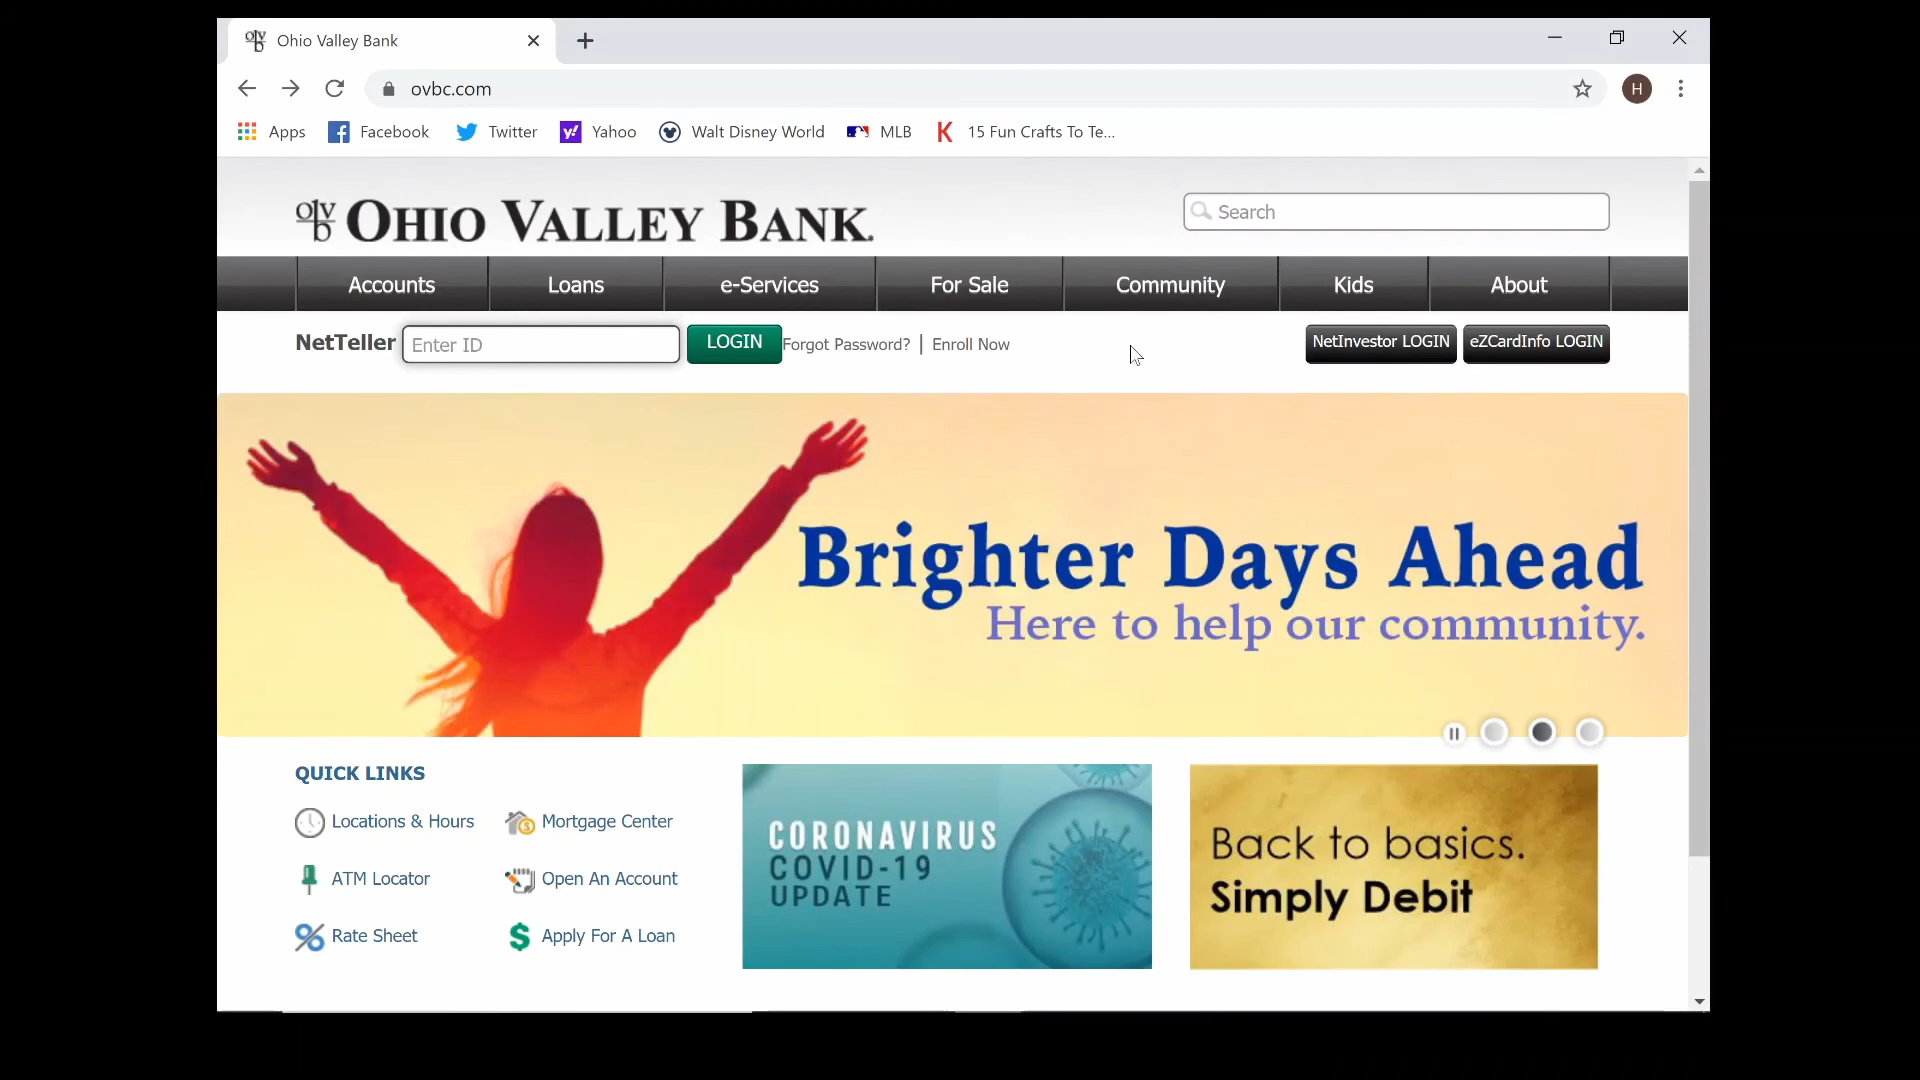 Ohio Valley Bank
ovbc.com
H
Apps Facebook Twitter Yahoo Walt Disney World MLB 15 Fun Crafts To Te...
OHIO VALLEY BANK.
Search
Accounts Loans e-Services For Sale Community Kids About
NetTeller Enter ID LOGIN Forgot Password? | Enroll Now NetInvestor LOGIN eZCardInfo LOGIN
Brighter Days Ahead
Here to help our community.
QUICK LINKS
Locations & Hours Mortgage Center
ATM Locator Open An Account
Rate Sheet Apply For A Loan
CORONAVIRUS
COVID-19
UPDATE
Back to basics.
Simply Debit